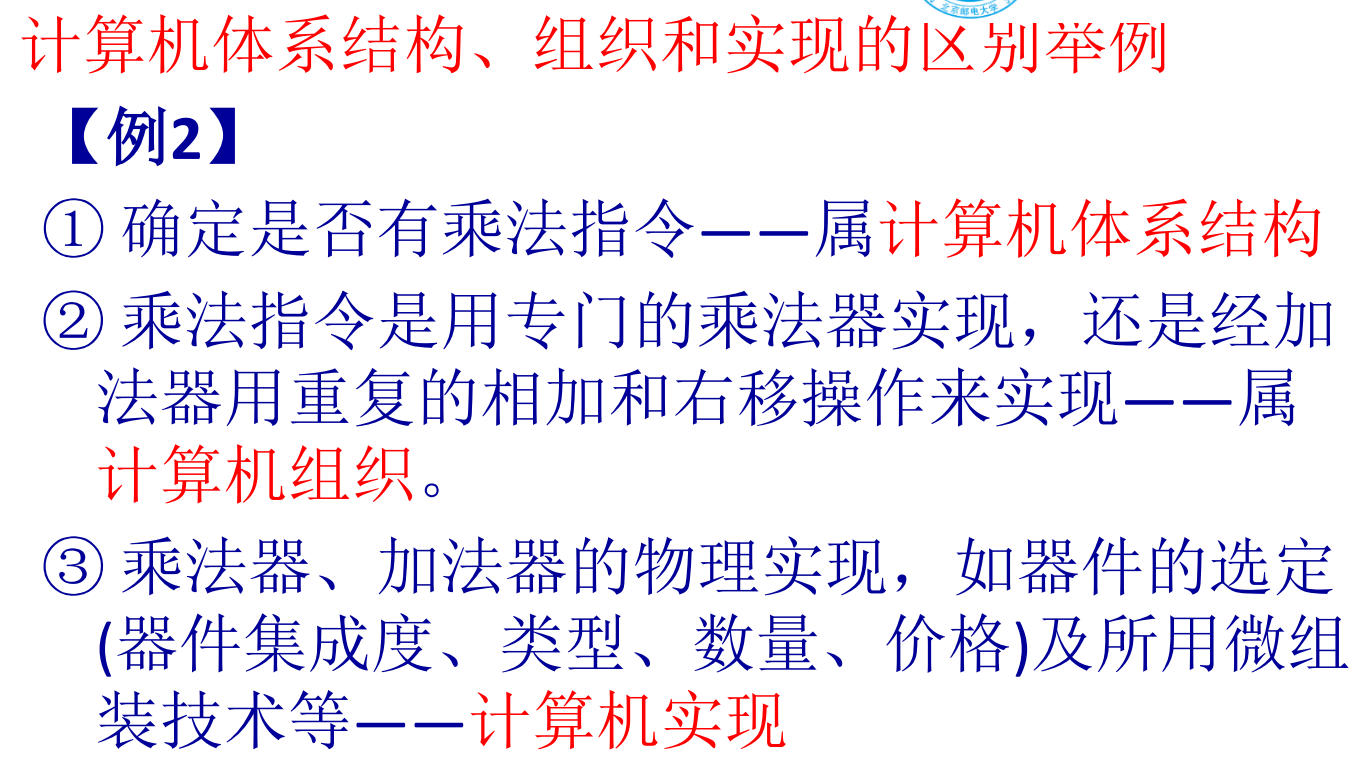 北京邮电大学
计算机体系结构、组织和实现的区别举例
【例2】
① 确定是否有乘法指令——属计算机体系结构
② 乘法指令是用专门的乘法器实现，还是经加
法器用重复的相加和右移操作来实现——属
计算机组织。
③ 乘法器、加法器的物理实现，如器件的选定
(器件集成度、类型、数量、价格)及所用微组
装技术等——计算机实现